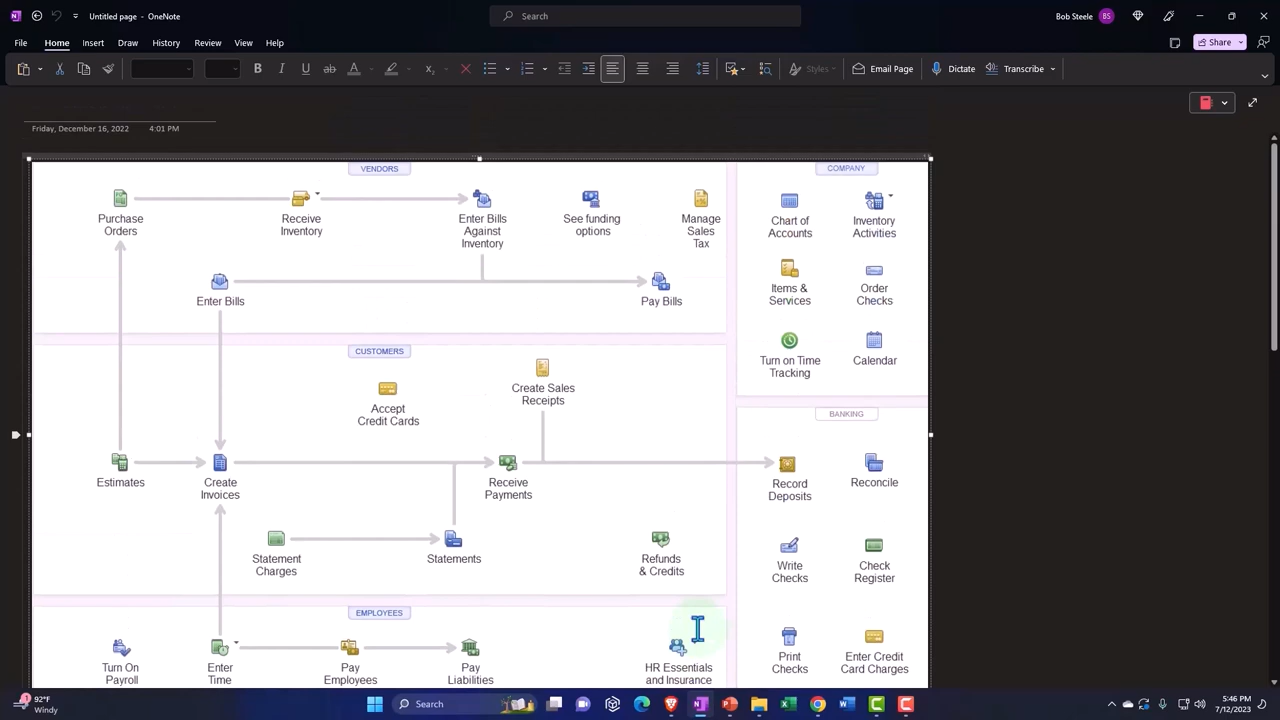 Untitled page - OneNote
Search
Bob Steele
BS
File
Home
Insert
Draw
History
Review
View
Help
Share
B
I
U
ab
A
Styles
Email Page
Dictate
Transcribe
Friday, December 16, 2022
4:01 PM
VENDORS
Purchase
Orders
Receive
Inventory
Enter Bills
Against
Inventory
See funding
options
Manage
Sales
Tax
Enter Bills
Pay Bills
COMPANY
Chart of
Accounts
Inventory
Activities
Items &
Services
Order
Checks
Turn on Time
Tracking
Calendar
CUSTOMERS
Accept
Credit Cards
Create Sales
Receipts
Estimates
Create
Invoices
Receive
Payments
Statement
Charges
Statements
Refunds
& Credits
BANKING
Record
Deposits
Reconcile
Write
Checks
Check
Register
Print
Checks
Enter Credit
Card Charges
EMPLOYEES
Turn On
Payroll
Enter
Time
Pay
Employees
Pay
Liabilities
HR Essentials
and Insurance
92°F
Windy
Search
5:46 PM
7/12/2023